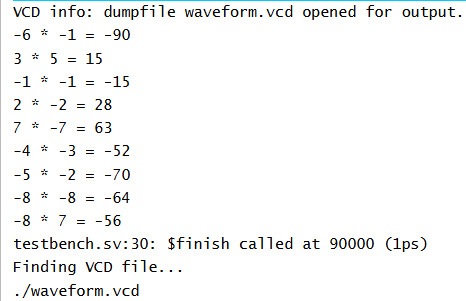 VCD info: dumpfile waveform.vcd opened for output.
-6 * -1 = -90
3 * 5 = 15
-1 * -1 = -15
2 * -2 = 28
7 * -7 = 63
-4 * -3 = -52
-5 * -2 = -70
-8 * -8 = -64
-8 * 7 = -56
testbench.sv:30: $finish called at 90000 (1ps)
Finding VCD file...
./waveform.vcd